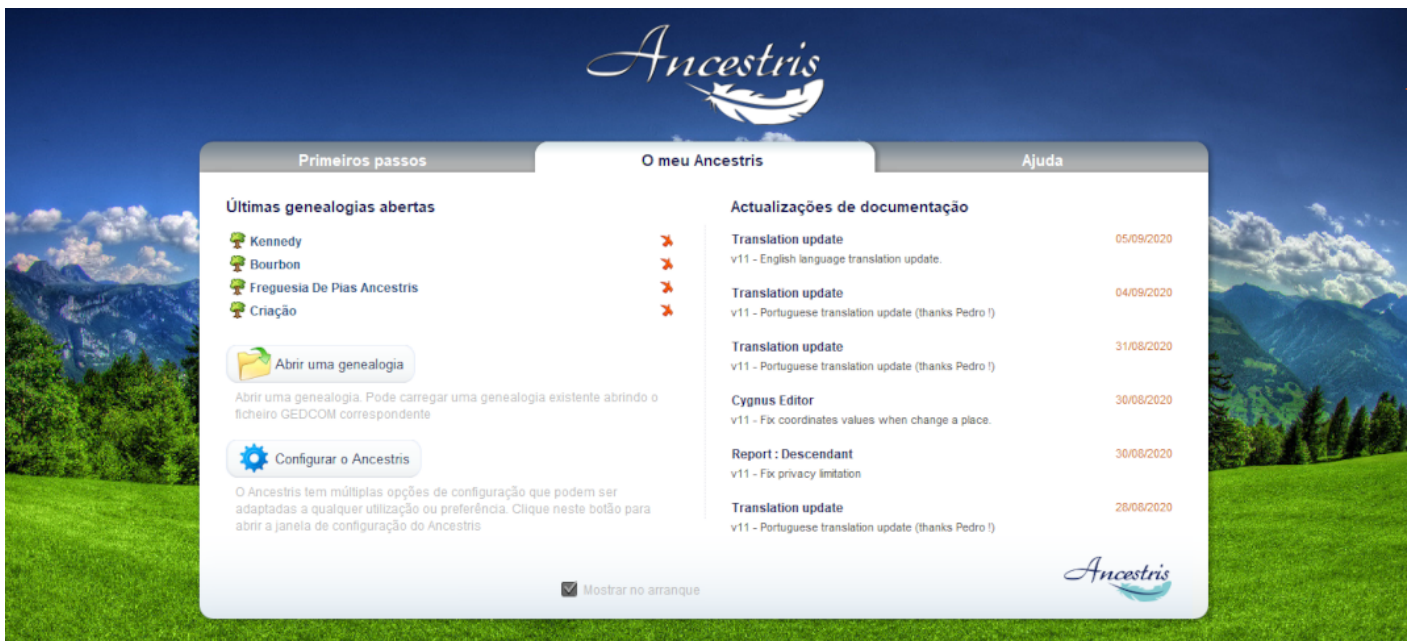 Ancestris
Primeiros passos
O meu Ancestris
Ajuda
Últimas genealogias abertas
Kennedy
Bourbon
Freguesia De Pias Ancestris
Criação
Abrir uma genealogia
Abrir uma genealogia. Pode carregar uma genealogia existente abrindo o
ficheiro GEDCOM correspondente
Configurar o Ancestris
O Ancestris tem múltiplas opções de configuração que podem ser
adaptadas a qualquer utilização ou preferência. Clique neste botão para
abrir a janela de configuração do Ancestris
Actualizações de documentação
Translation update 05/09/2020
v11 - English language translation update.
Translation update 04/09/2020
v11 - Portuguese translation update (thanks Pedro !)
Translation update 31/08/2020
v11 - Portuguese translation update (thanks Pedro !)
Cygnus Editor 30/08/2020
v11 - Fix coordinates values when change a place.
Report : Descendant 30/08/2020
v11 - Fix privacy limitation
Translation update 28/08/2020
v11 - Portuguese translation update (thanks Pedro !)
Ancestris
Mostrar no arranque